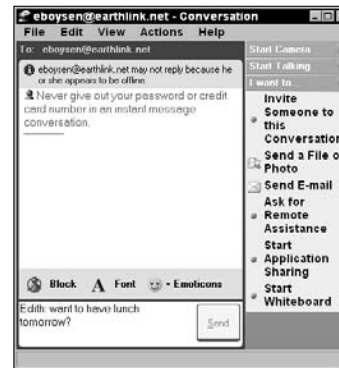 eboysen@earthlink.net - Conversation
File Edit View Actions Help
To: eboysen@earthlink.net
eboysen@earthlink.net may not reply because he
or she appears to be offline.
Never give out your password or credit
card number in an instant message
conversation.
Block Font Emoticons
Edith: want to have lunch
tomorrow?
Send
Start Camera
Start Talking
I want to...
Invite
Someone to
this
Conversation
Send a File o
Photo
Send E-mail
Ask for
Remote
Assistance
Start
Application
Sharing
Start
Whiteboard